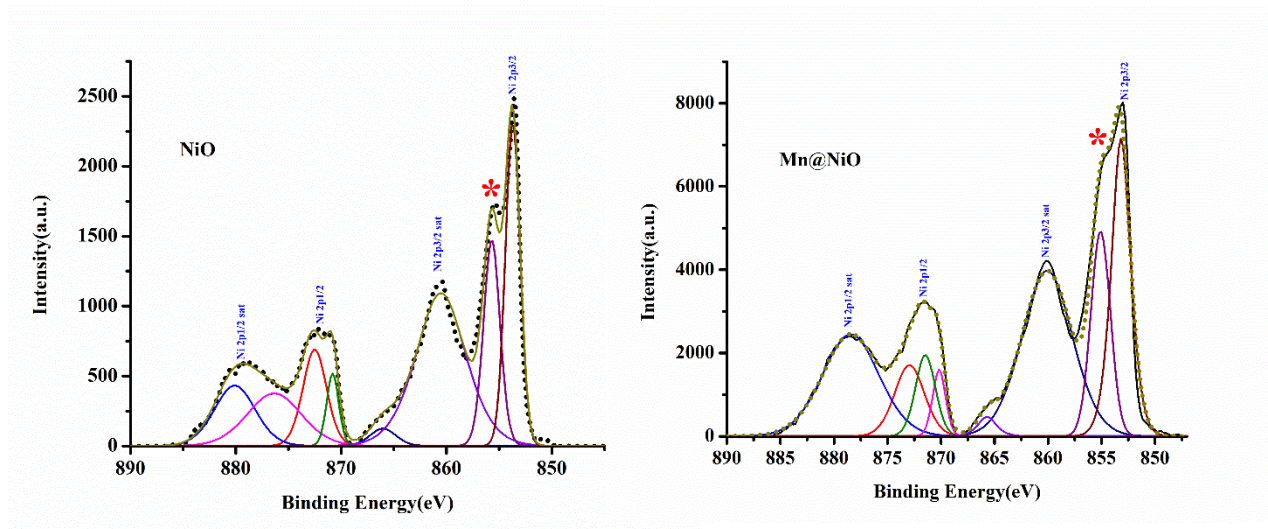 NiO
*
Ni 2p1/2 sat
Ni 2p1/2
Ni 2p3/2 sat
Ni 2p3/2
Intensity(a.u.)
2500
2000
1500
1000
500
0
890
880
870
860
850
Binding Energy(eV)
Mn@NiO
*
Ni 2p1/2 sat
Ni 2p1/2
Ni 2p3/2 sat
Ni 2p3/2
Intensity(a.u.)
8000
6000
4000
2000
0
890
885
880
875
870
865
860
855
850
Binding Energy(eV)